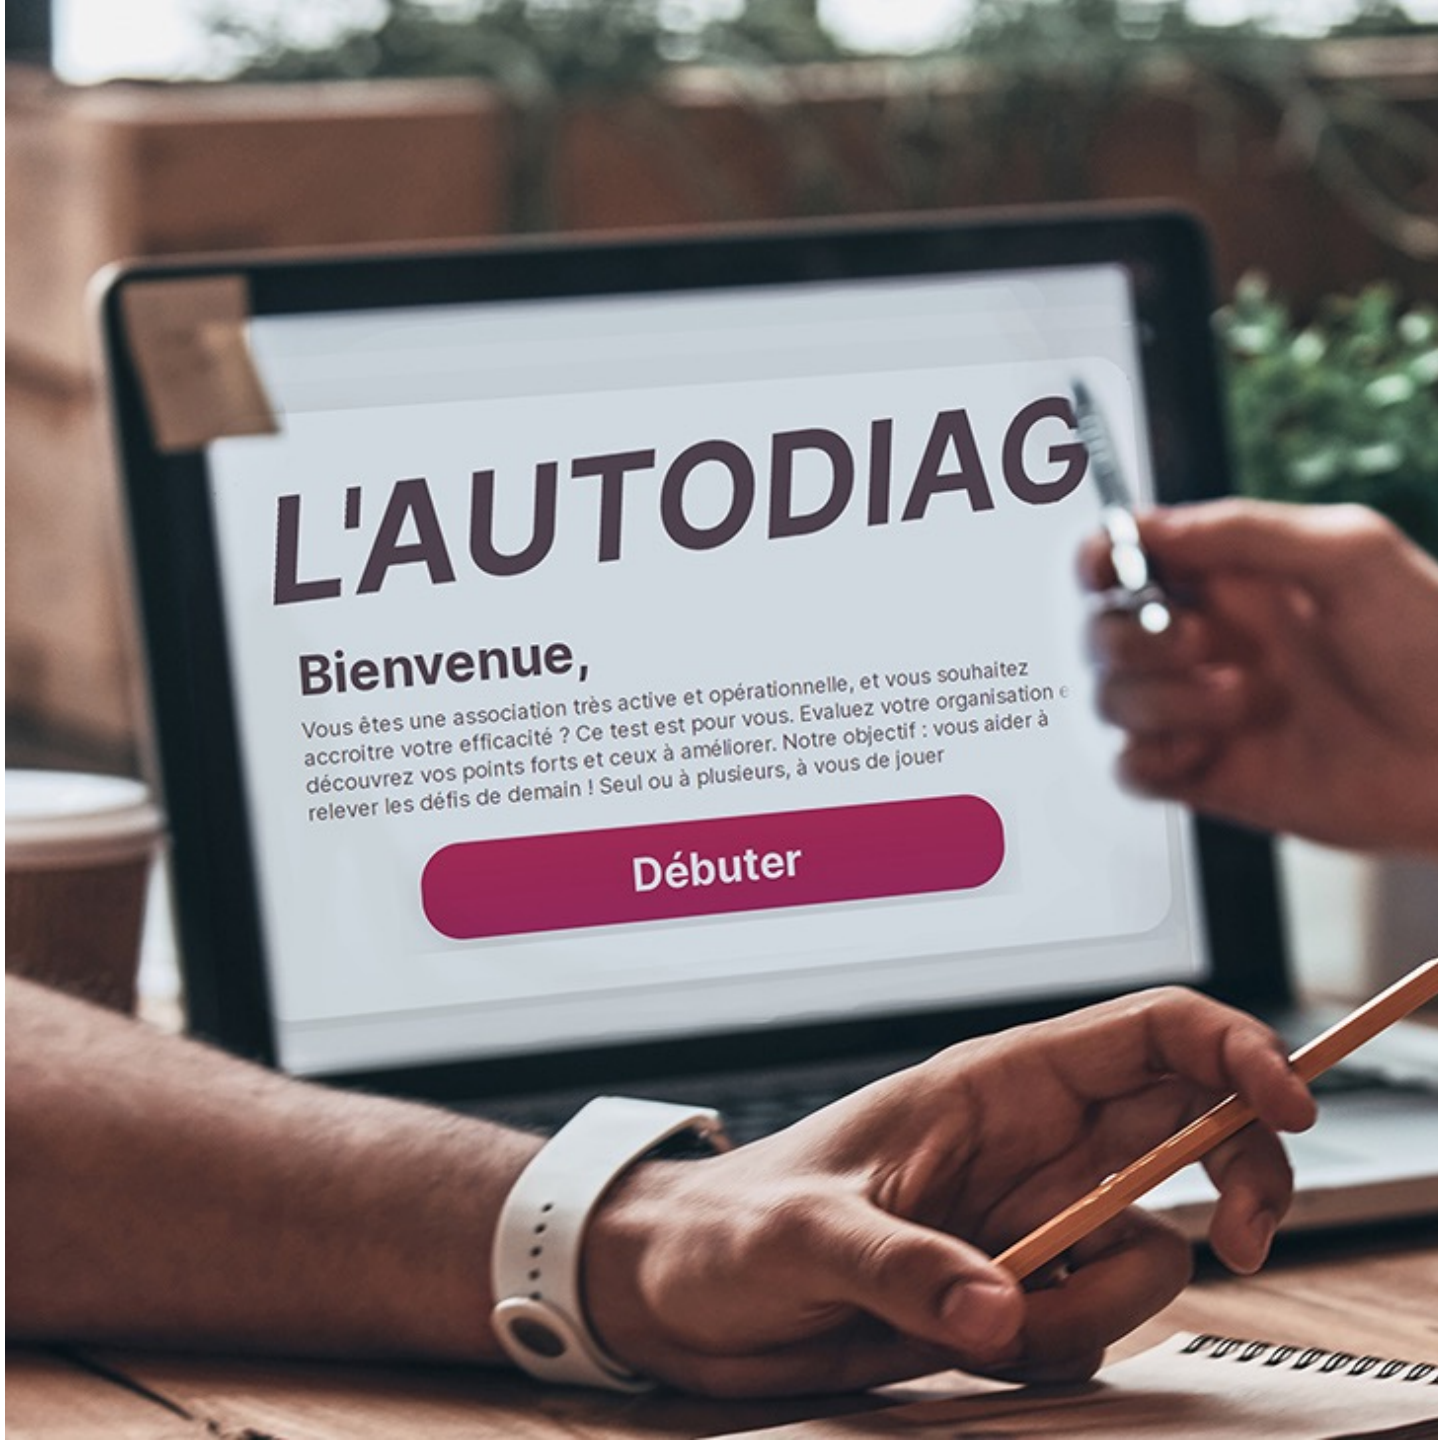 L'AUTODIAG
Bienvenue,
Vous êtes une association très active et opérationnelle, et vous souhaitez
accroitre votre efficacité ? Ce test est pour vous. Evaluez votre organisation e
découvrez vos points forts et ceux à améliorer. Notre objectif : vous aider à
relever les défis de demain ! Seul ou à plusieurs, à vous de jouer
Débuter